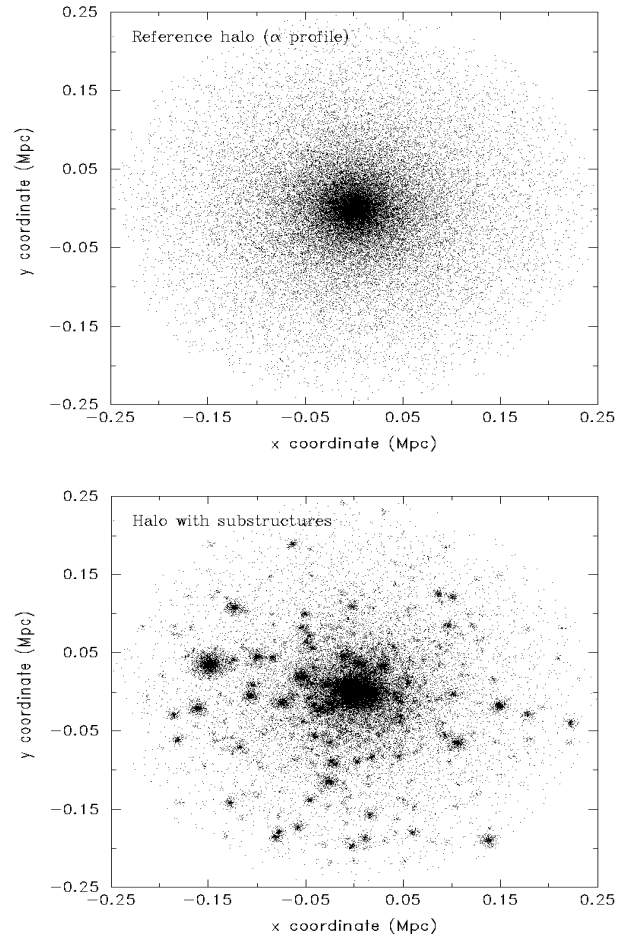 Reference halo (α profile)
0.25
0.15
0.05
−0.05
−0.15
−0.25
y coordinate (Mpc)
−0.25 −0.15 −0.05 0.05 0.15 0.25
x coordinate (Mpc)
Halo with substructures
0.25
0.15
0.05
−0.05
−0.15
−0.25
y coordinate (Mpc)
−0.25 −0.15 −0.05 0.05 0.15 0.25
x coordinate (Mpc)